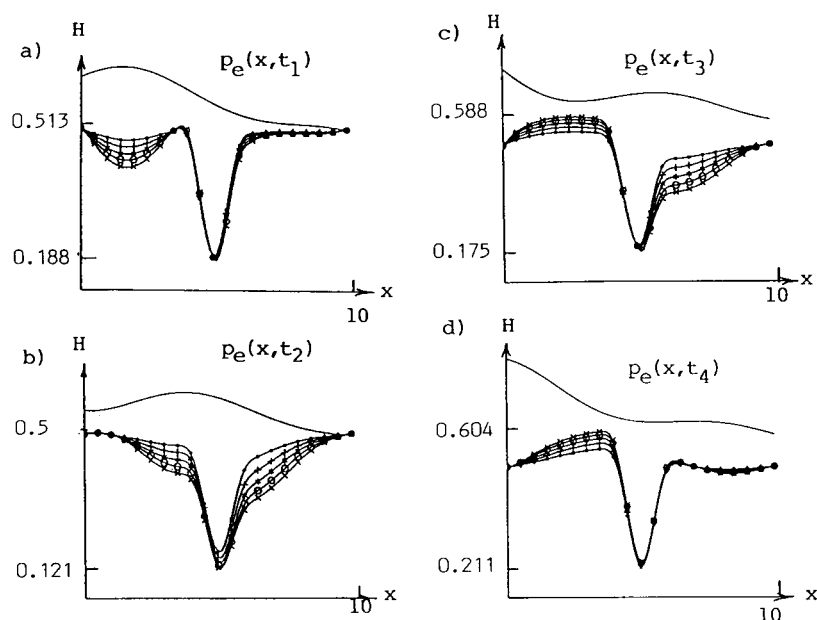 a)
H
p_e(x,t_1)
0.513
0.188
x
10
b)
H
p_e(x,t_2)
0.5
0.121
x
10
c)
H
p_e(x,t_3)
0.588
0.175
x
10
d)
H
p_e(x,t_4)
0.604
0.211
x
10